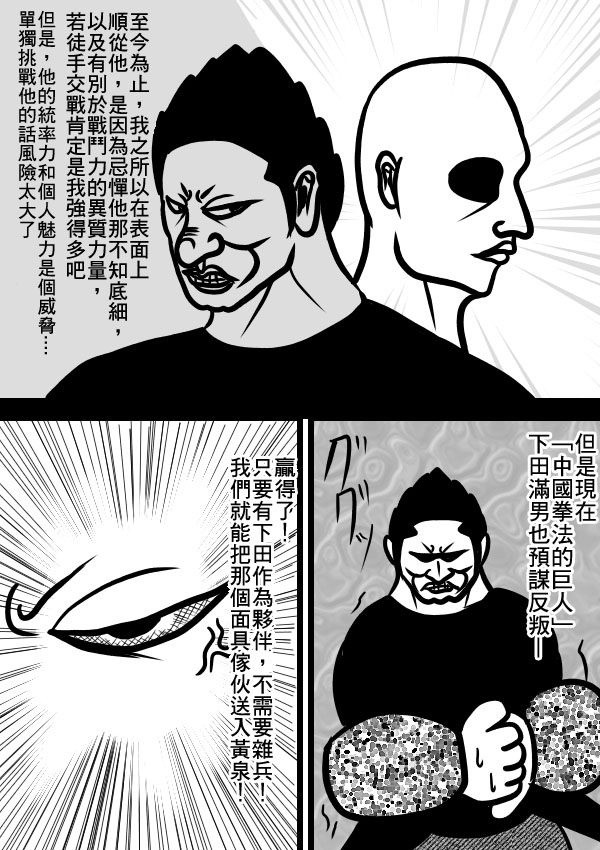 至今為止，我之所以在表面上
順從他，是因為忌憚他那不知底細，
以及有別於戰鬥力的異質力量，
若徒手交戰肯定是我強得多吧
但是，他的統率力和個人魅力是個威脅……
單獨挑戰他的話風險太大了
但是現在
「中國拳法的巨人」
下田滿男也預謀反叛—
ググッ
贏得了！
只要有下田作為夥伴，不需要雜兵！
我們就能把那個面具傢伙送入黃泉！